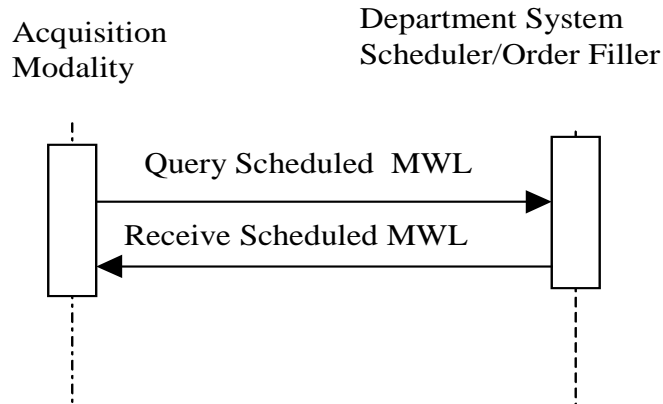 Acquisition
Modality
Department System
Scheduler/Order Filler
Query Scheduled MWL
Receive Scheduled MWL